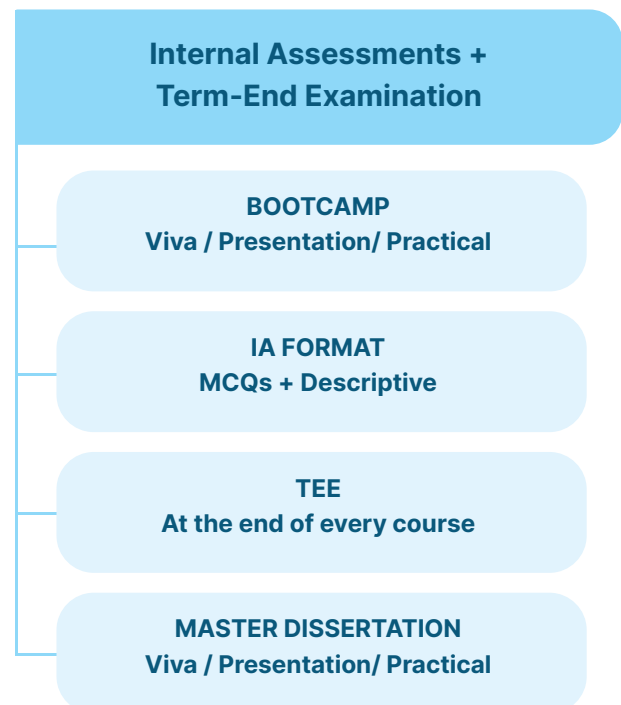 Internal Assessments +
Term-End Examination
BOOTCAMP
Viva / Presentation/ Practical
IA FORMAT
MCQs + Descriptive
TEE
At the end of every course
MASTER DISSERTATION
Viva / Presentation/ Practical